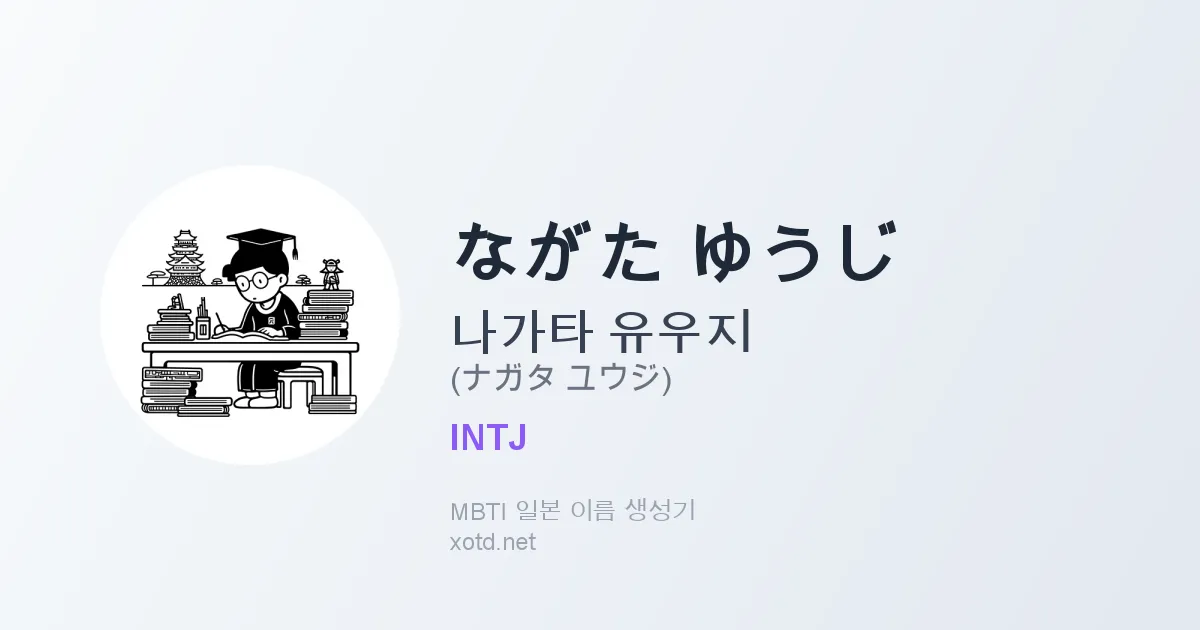 ながた ゆうじ
나가타 유우지
(ナガタ ユウジ)
INTJ
MBTI 일본 이름 생성기
xotd.net